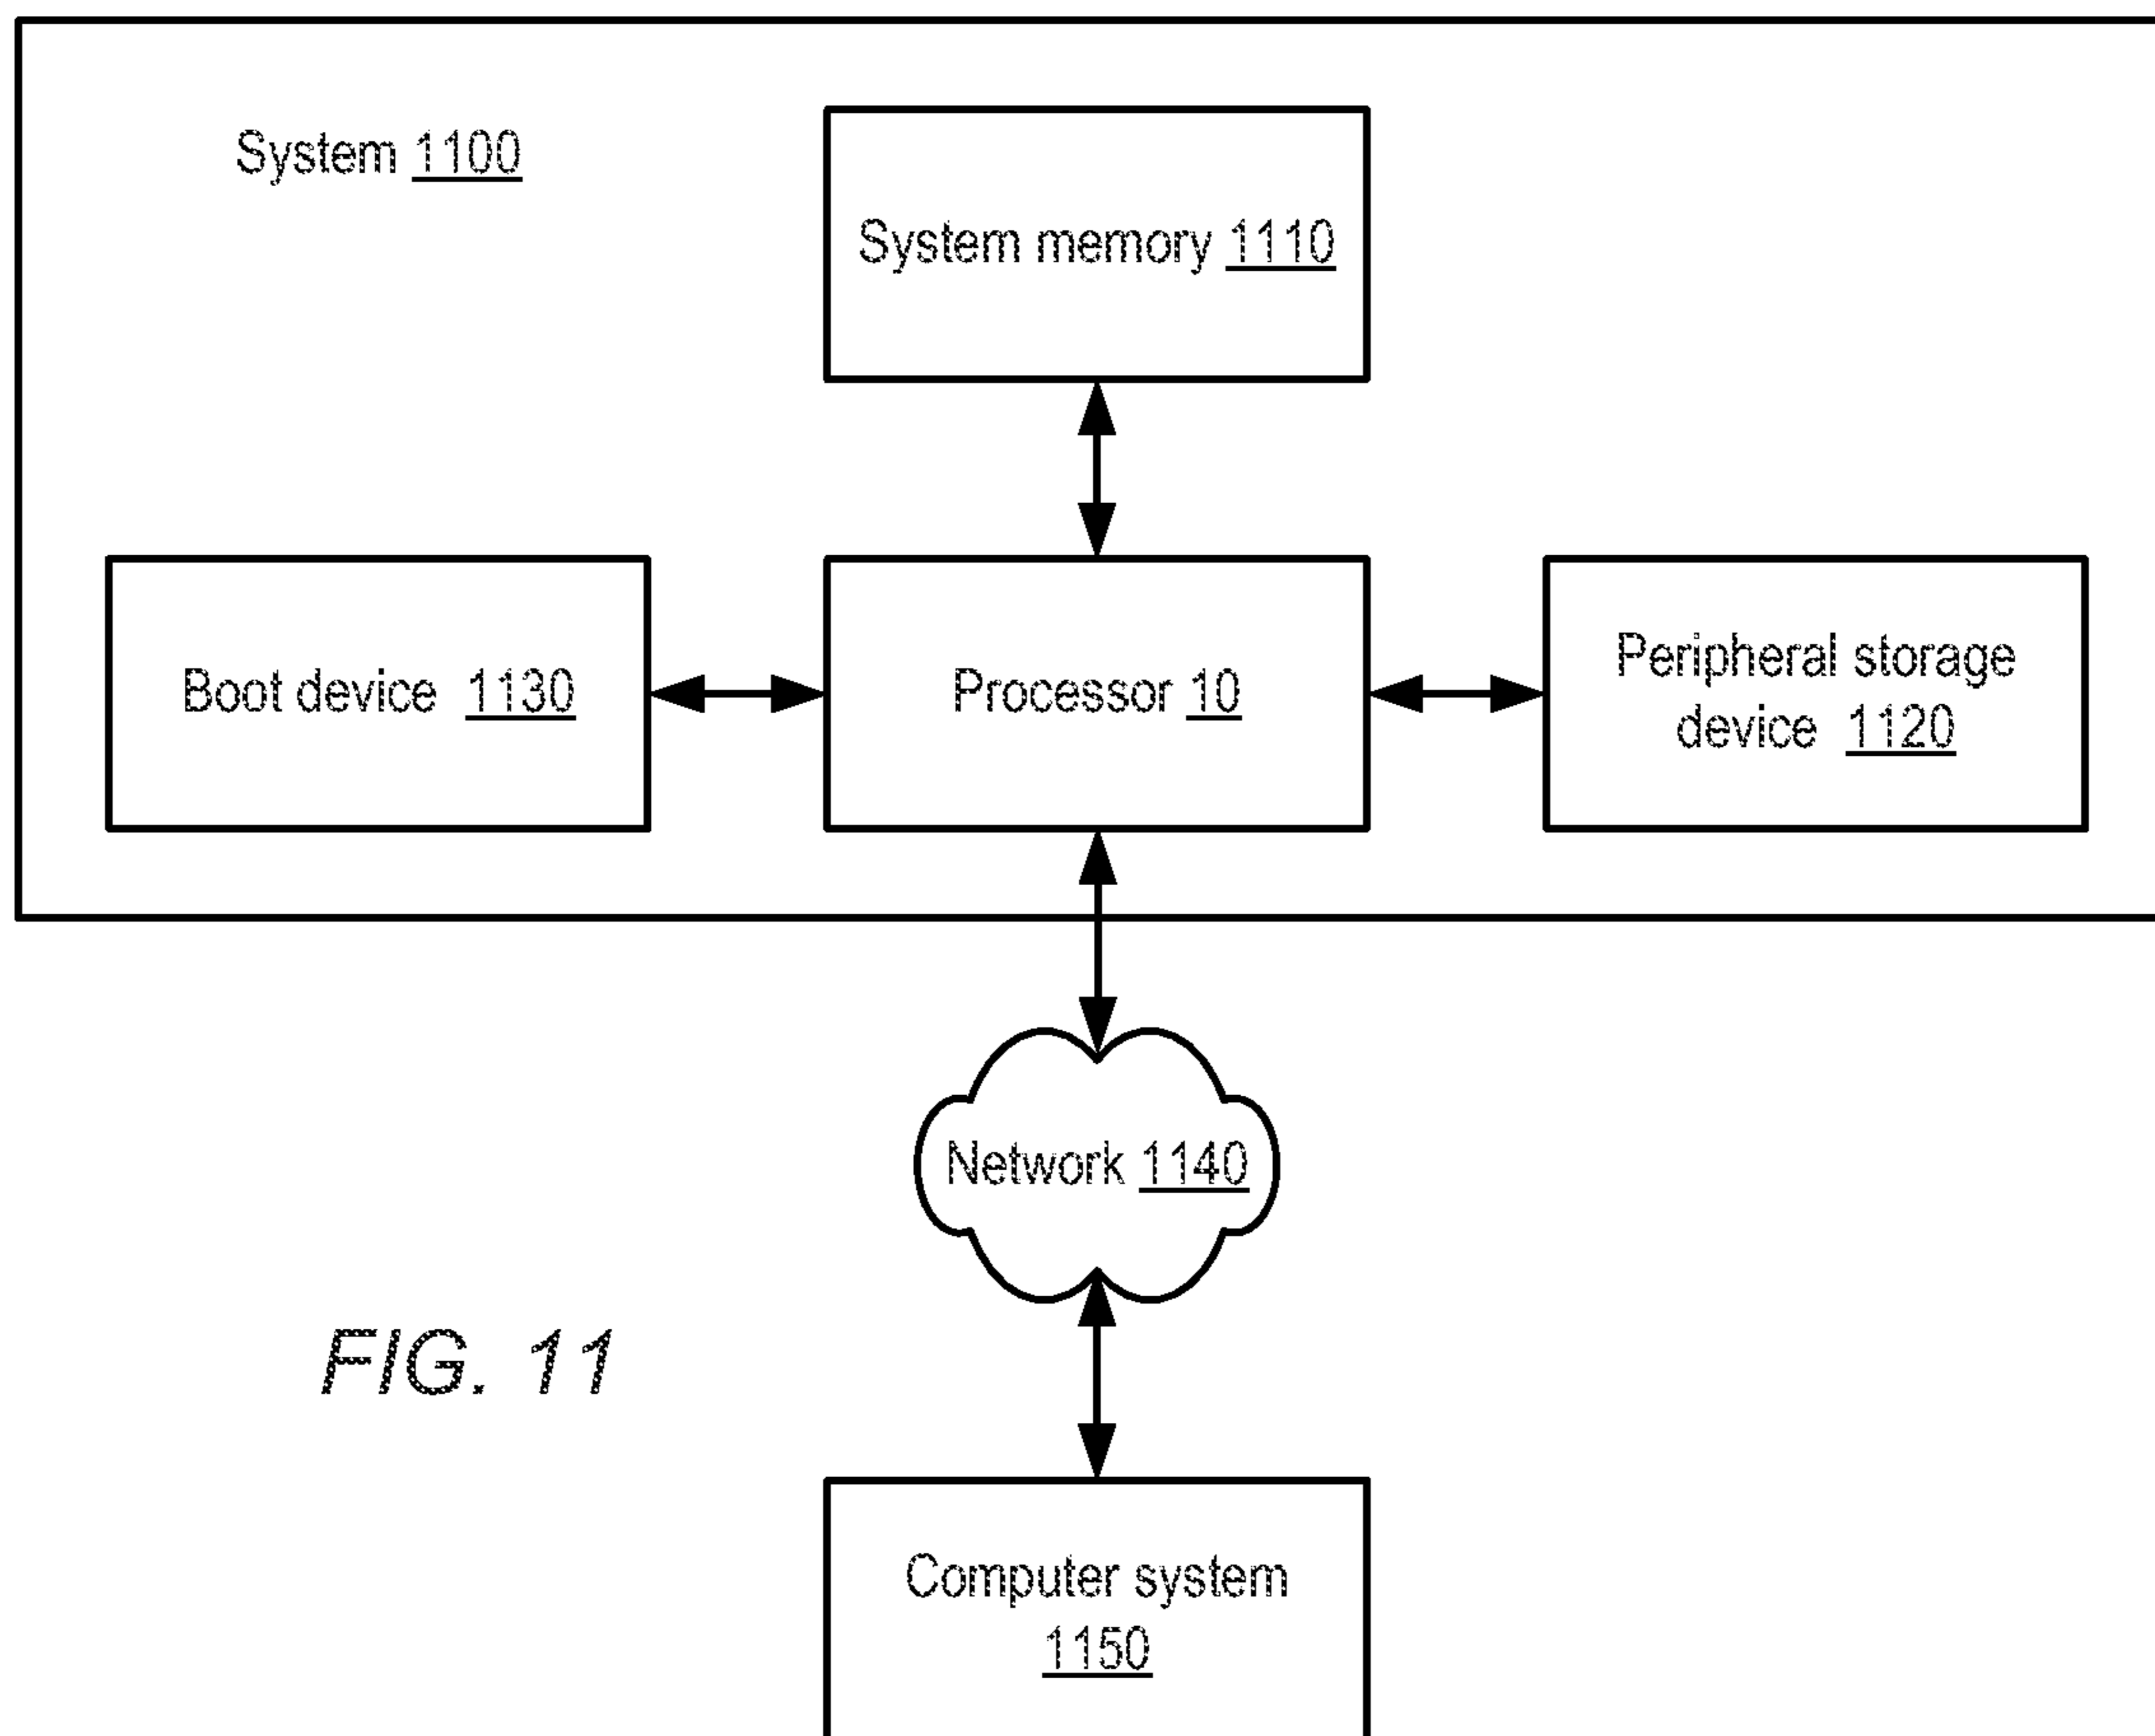 System 1100
System memory 1110
Boot device 1130
Processor 10
Peripheral storage
device 1120
Network 1140
FIG. 11
Computer system
1150